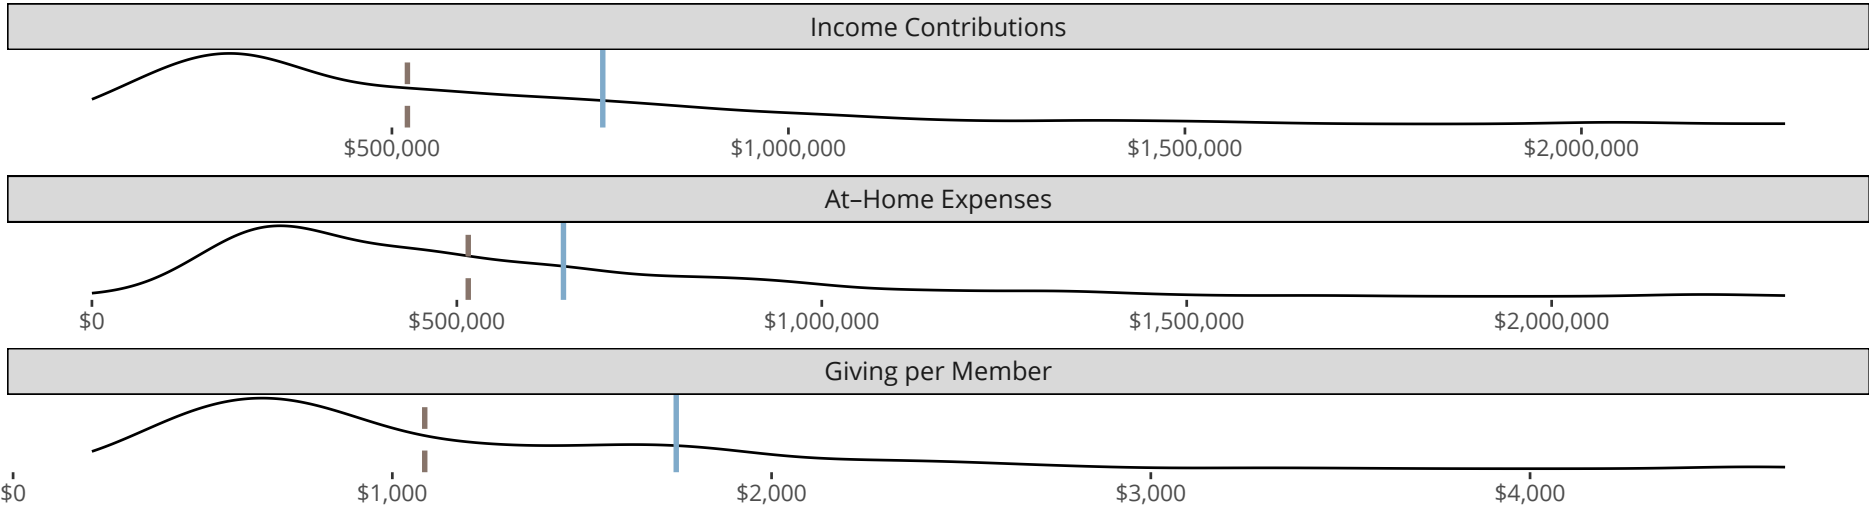 Income Contributions
$500,000 $1,000,000 $1,500,000 $2,000,000
At–Home Expenses
$0 $500,000 $1,000,000 $1,500,000 $2,000,000
Giving per Member
$0 $1,000 $2,000 $3,000 $4,000